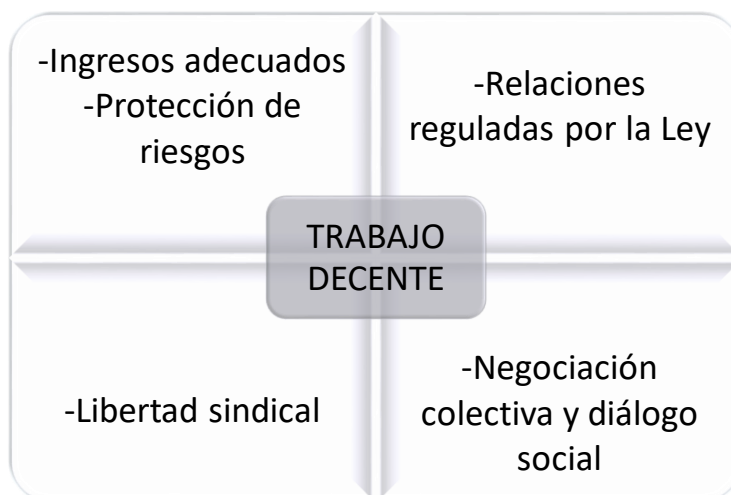 -Ingresos adecuados
-Protección de
riesgos
-Relaciones
reguladas por la Ley
TRABAJO
DECENTE
-Libertad sindical
-Negociación
colectiva y diálogo
social